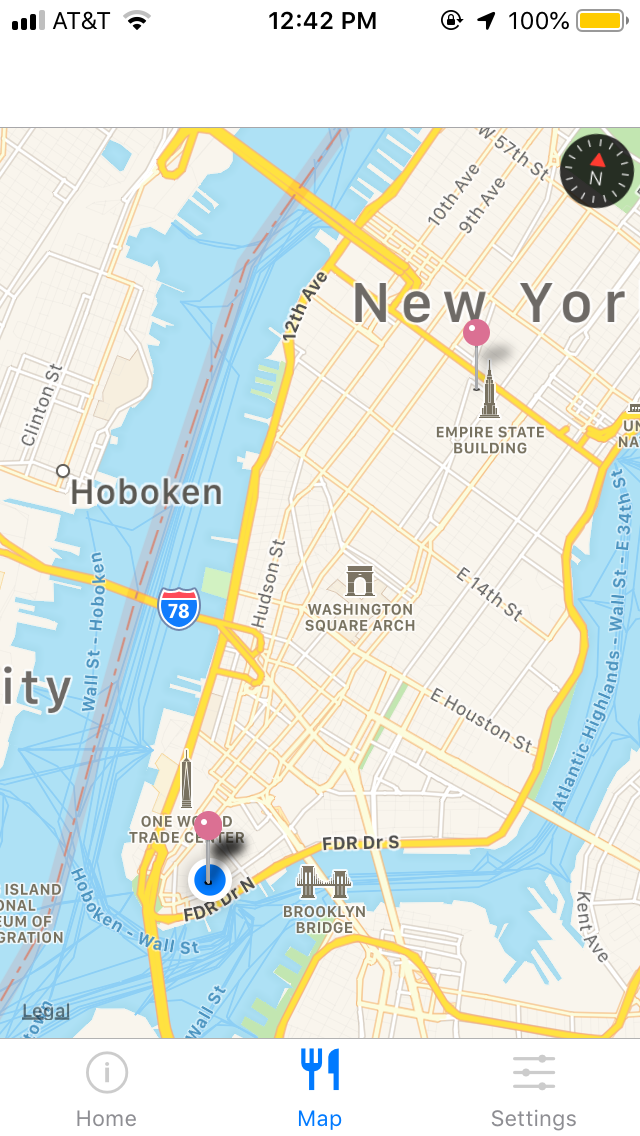 AT&T 12:42 PM 100%
W 57th St
10th Ave
9th Ave
N
12th Ave
New Yor
Clinton St
EMPIRE STATE
BUILDING
UN
NA
Hoboken
Wall St – Hoboken
Hudson St
78
WASHINGTON
SQUARE ARCH
E 14th St
Atlantic Highlands – Wall St – E 34th St
ity
E Houston St
ONE WORLD
TRADE CENTER
FDR Dr S
FDR Dr N
BROOKLYN
BRIDGE
ISLAND
ONAL
EUM OF
GRATION
Hoboken – Wall St
Kent Ave
Wall St
Legal
town
Home Map Settings